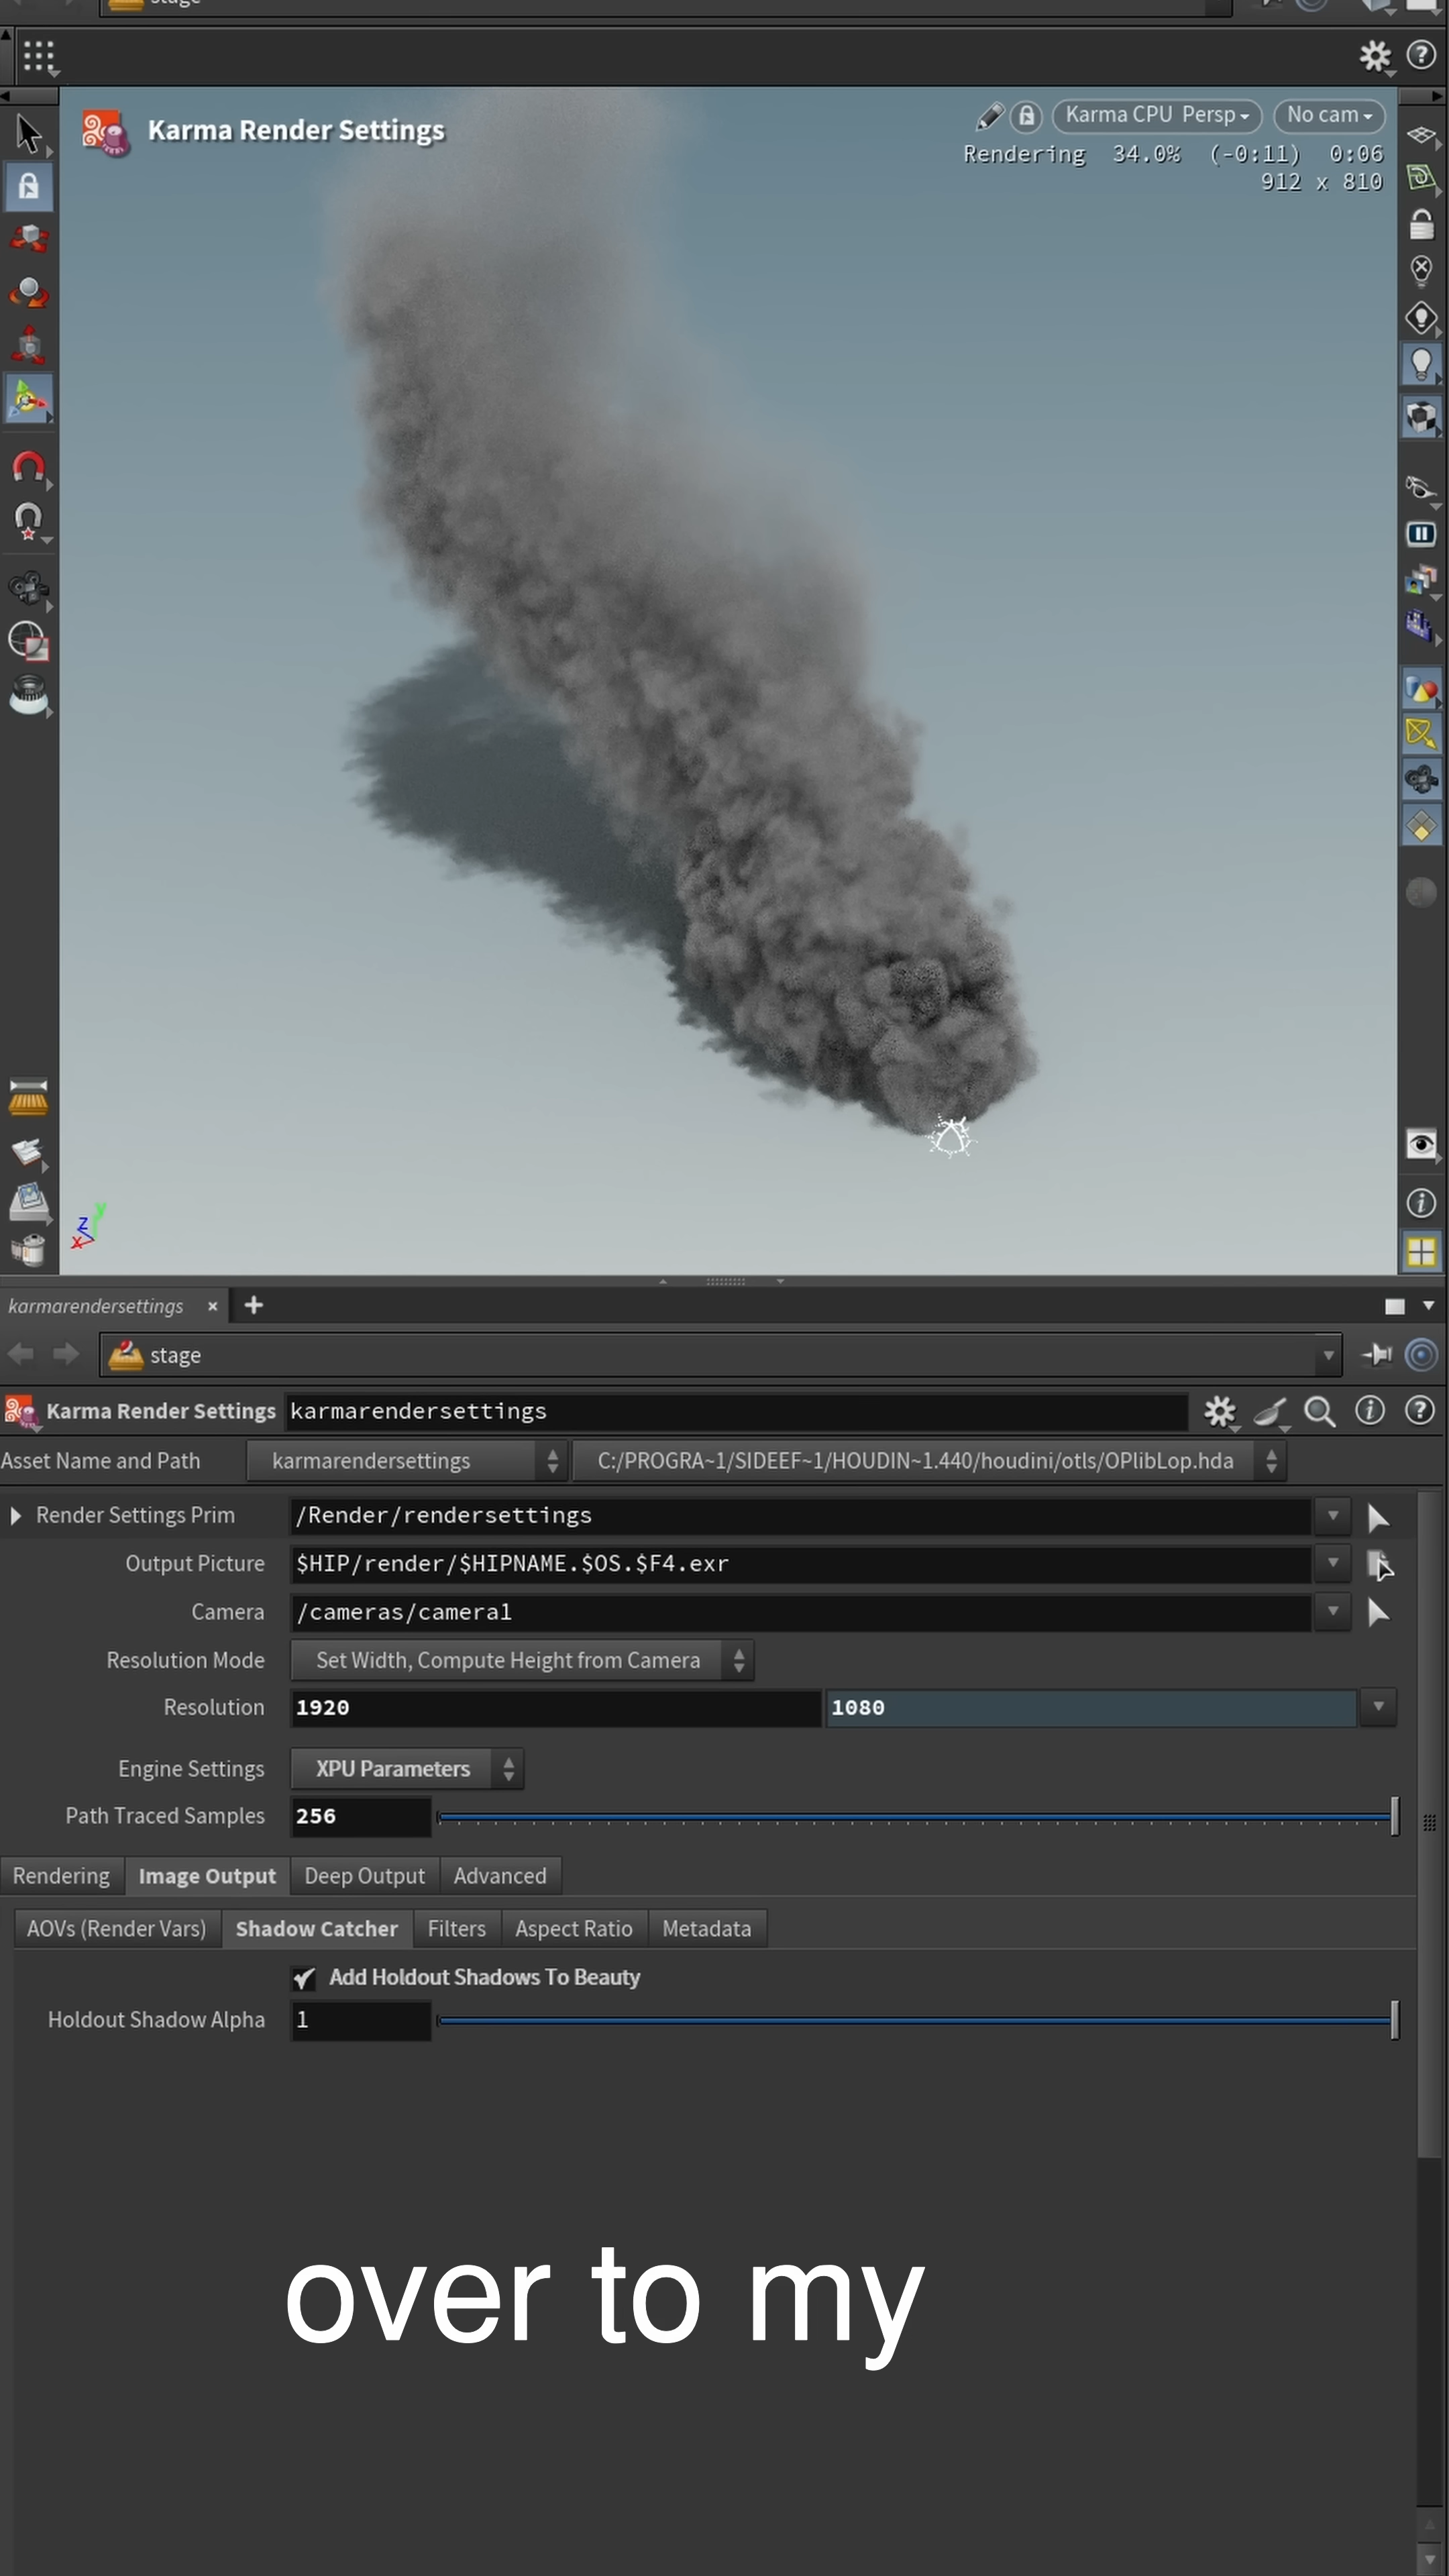 stage
Karma Render Settings
Karma CPU Persp
No cam
Rendering 34.0% (-0:11) 0:06
912 x 810
y
z
x
karmarendersettings × +
stage
Karma Render Settings karmarendersettings
Asset Name and Path karmarendersettings C:/PROGRA~1/SIDEEF~1/HOUDIN~1.440/houdini/otls/OPlibLop.hda
Render Settings Prim /Render/rendersettings
Output Picture $HIP/render/$HIPNAME.$OS.$F4.exr
Camera /cameras/camera1
Resolution Mode Set Width, Compute Height from Camera
Resolution 1920 1080
Engine Settings XPU Parameters
Path Traced Samples 256
Rendering Image Output Deep Output Advanced
AOVs (Render Vars) Shadow Catcher Filters Aspect Ratio Metadata
Add Holdout Shadows To Beauty
Holdout Shadow Alpha 1
over to my